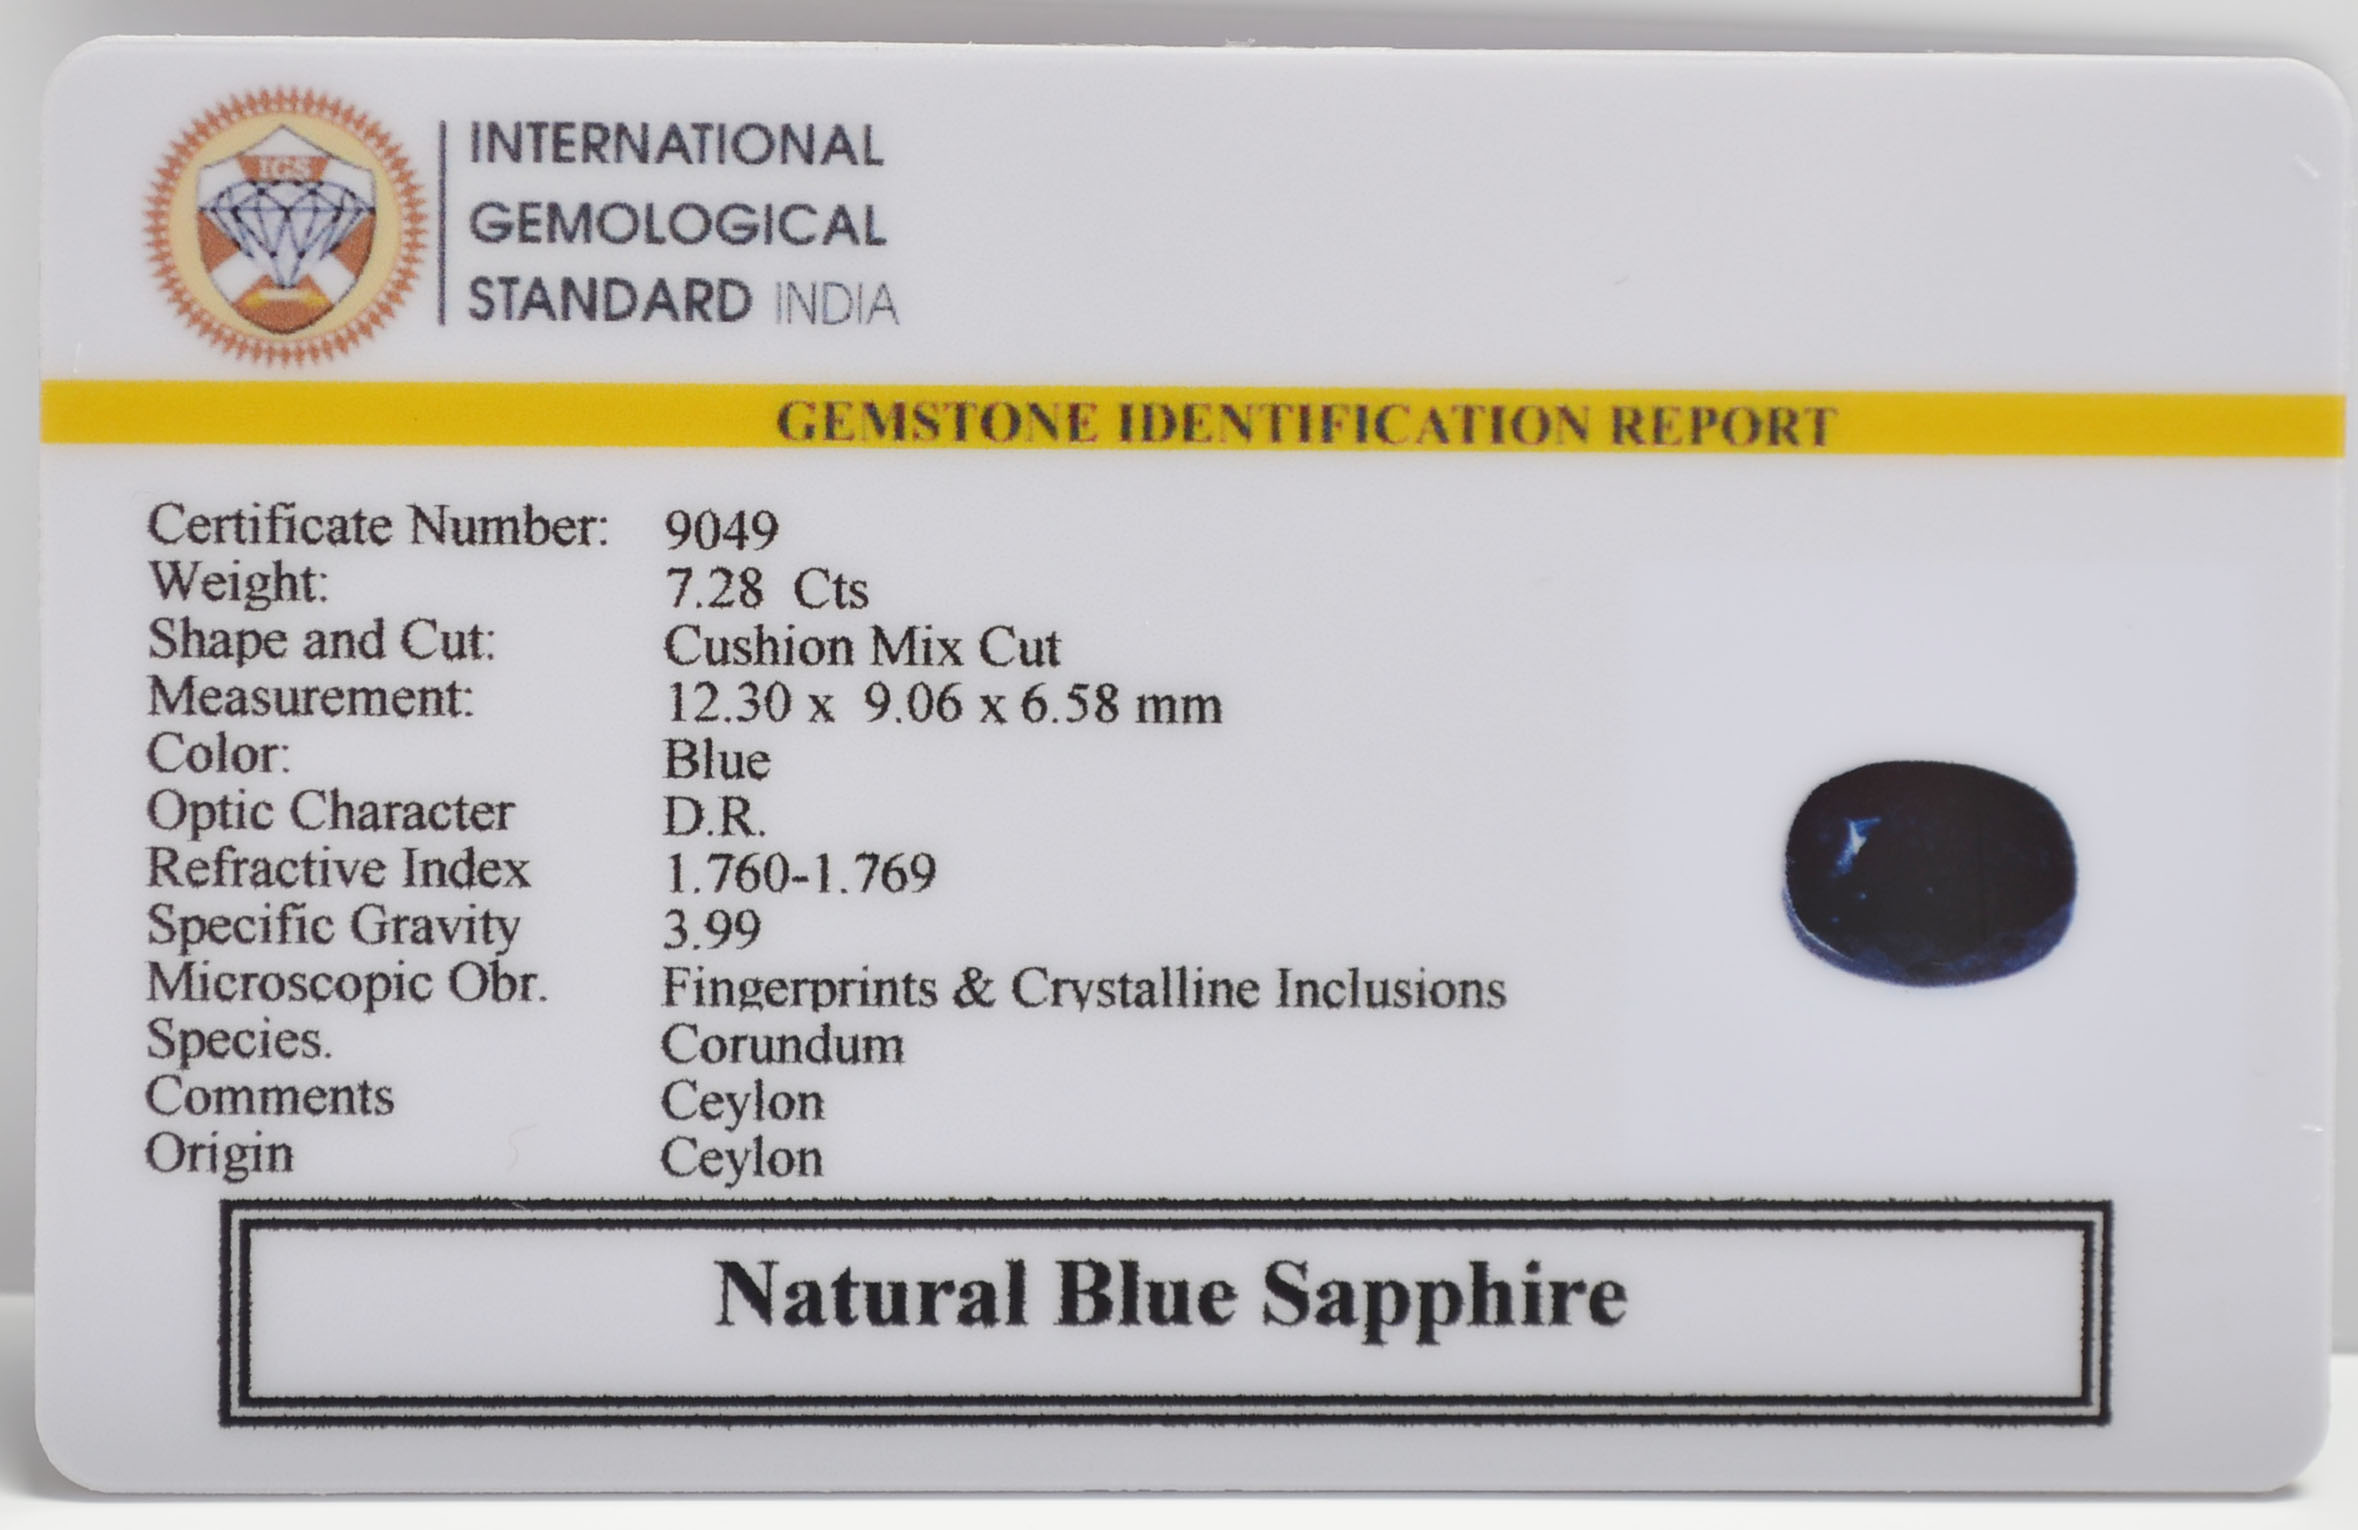 IGS
INTERNATIONAL
GEMOLOGICAL
STANDARD INDIA
GEMSTONE IDENTIFICATION REPORT
Certificate Number: 9049
Weight: 7.28 Cts
Shape and Cut: Cushion Mix Cut
Measurement: 12.30 x 9.06 x 6.58 mm
Color: Blue
Optic Character D.R.
Refractive Index 1.760-1.769
Specific Gravity 3.99
Microscopic Obr. Fingerprints & Crystalline Inclusions
Species. Corundum
Comments Ceylon
Origin Ceylon
Natural Blue Sapphire